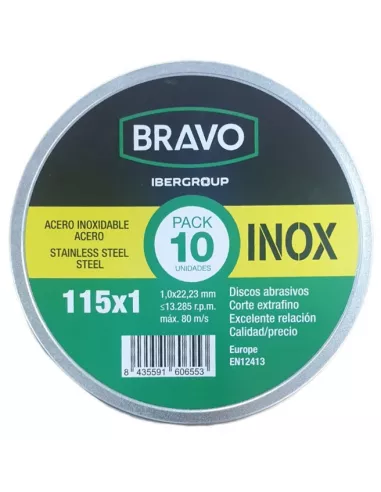 BRAVO
IBERGROUP
ACERO INOXIDABLE
ACERO
STAINLESS STEEL
STEEL
PACK
10
UNIDADES
INOX
115x1
1,0x22,23 mm
≤13.285 r.p.m.
máx. 80 m/s
Discos abrasivos
Corte extrafino
Excelente relación
Calidad/precio
Europe
EN12413
8 435591 606553